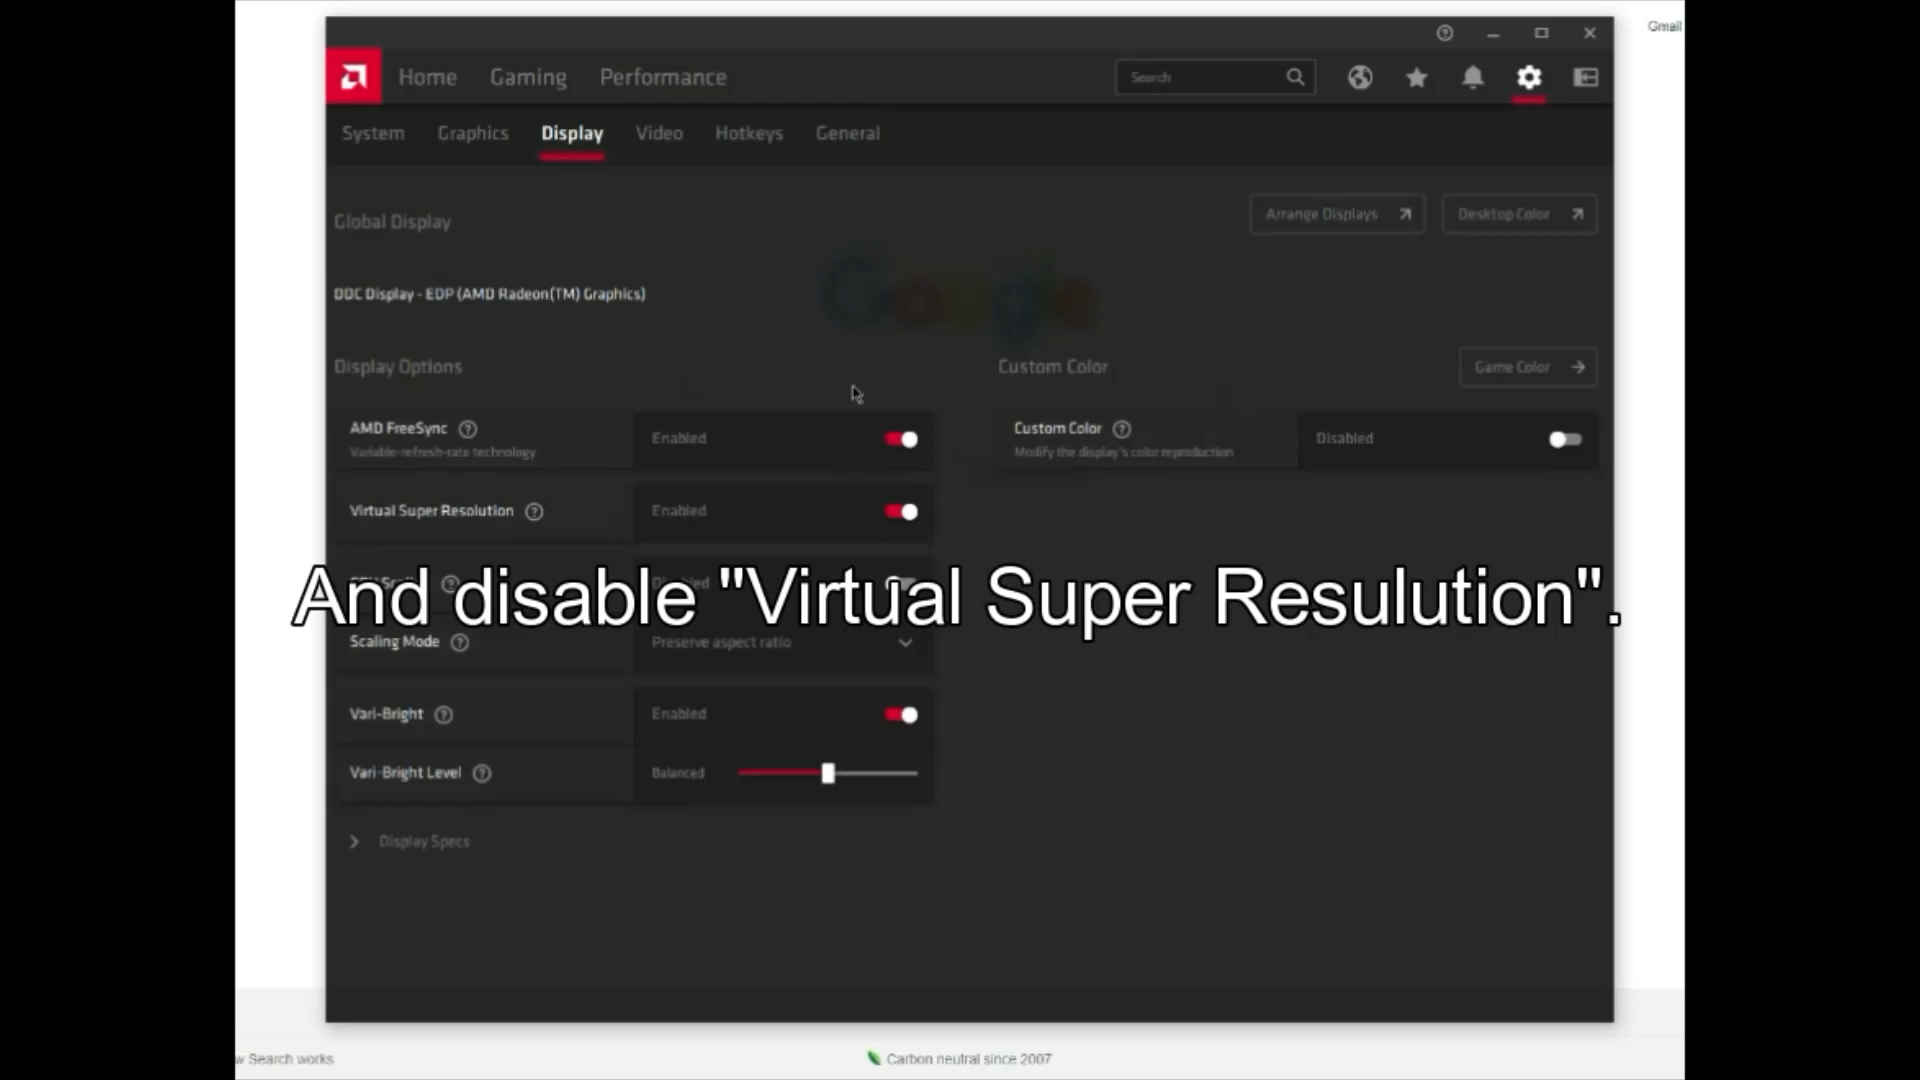 Gmail
Home Gaming Performance Search
System Graphics Display Video Hotkeys General
Global Display Arrange Displays Desktop Color
Google
DDC Display - EDP (AMD Radeon(TM) Graphics)
Display Options Custom Color Game Color
AMD FreeSync Enabled Custom Color Disabled
Variable-refresh-rate technology Modify the display's color reproduction
Virtual Super Resolution Enabled
And disable "Virtual Super Resulution".
Scaling Mode Preserve aspect ratio
Vari-Bright Enabled
Vari-Bright Level Balanced
Display Specs
w Search works Carbon neutral since 2007